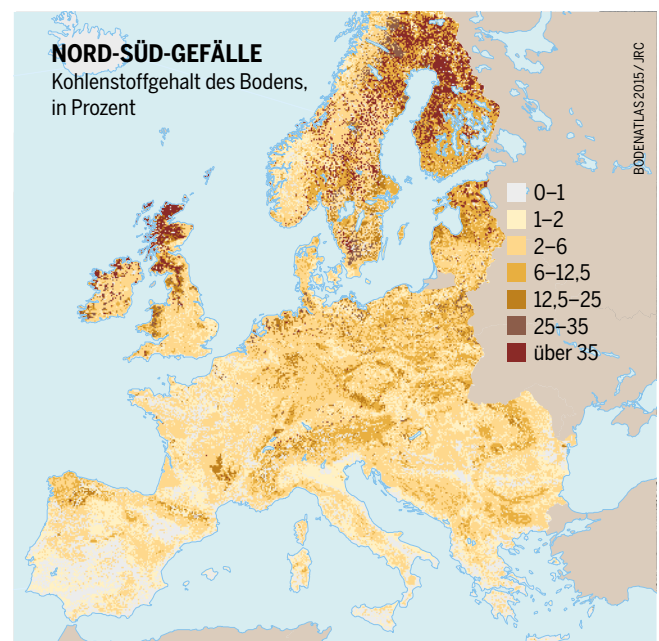 NORD-SÜD-GEFÄLLE
Kohlenstoffgehalt des Bodens,
in Prozent
BODENATLAS 2015 / JRC
0–1
1–2
2–6
6–12,5
12,5–25
25–35
über 35